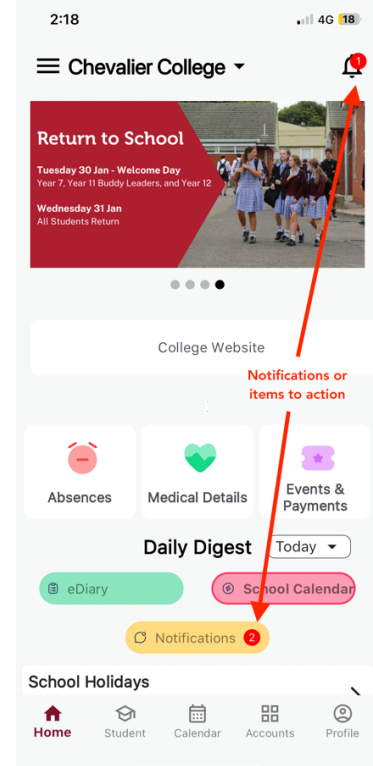 2:18
4G 18
Chevalier College
1
Return to School
Tuesday 30 Jan - Welcome Day
Year 7, Year 11 Buddy Leaders, and Year 12
Wednesday 31 Jan
All Students Return
College Website
Notifications or
items to action
Absences
Medical Details
Events &
Payments
Daily Digest
Today
eDiary
School Calendar
Notifications 2
School Holidays
Home
Student
Calendar
Accounts
Profile